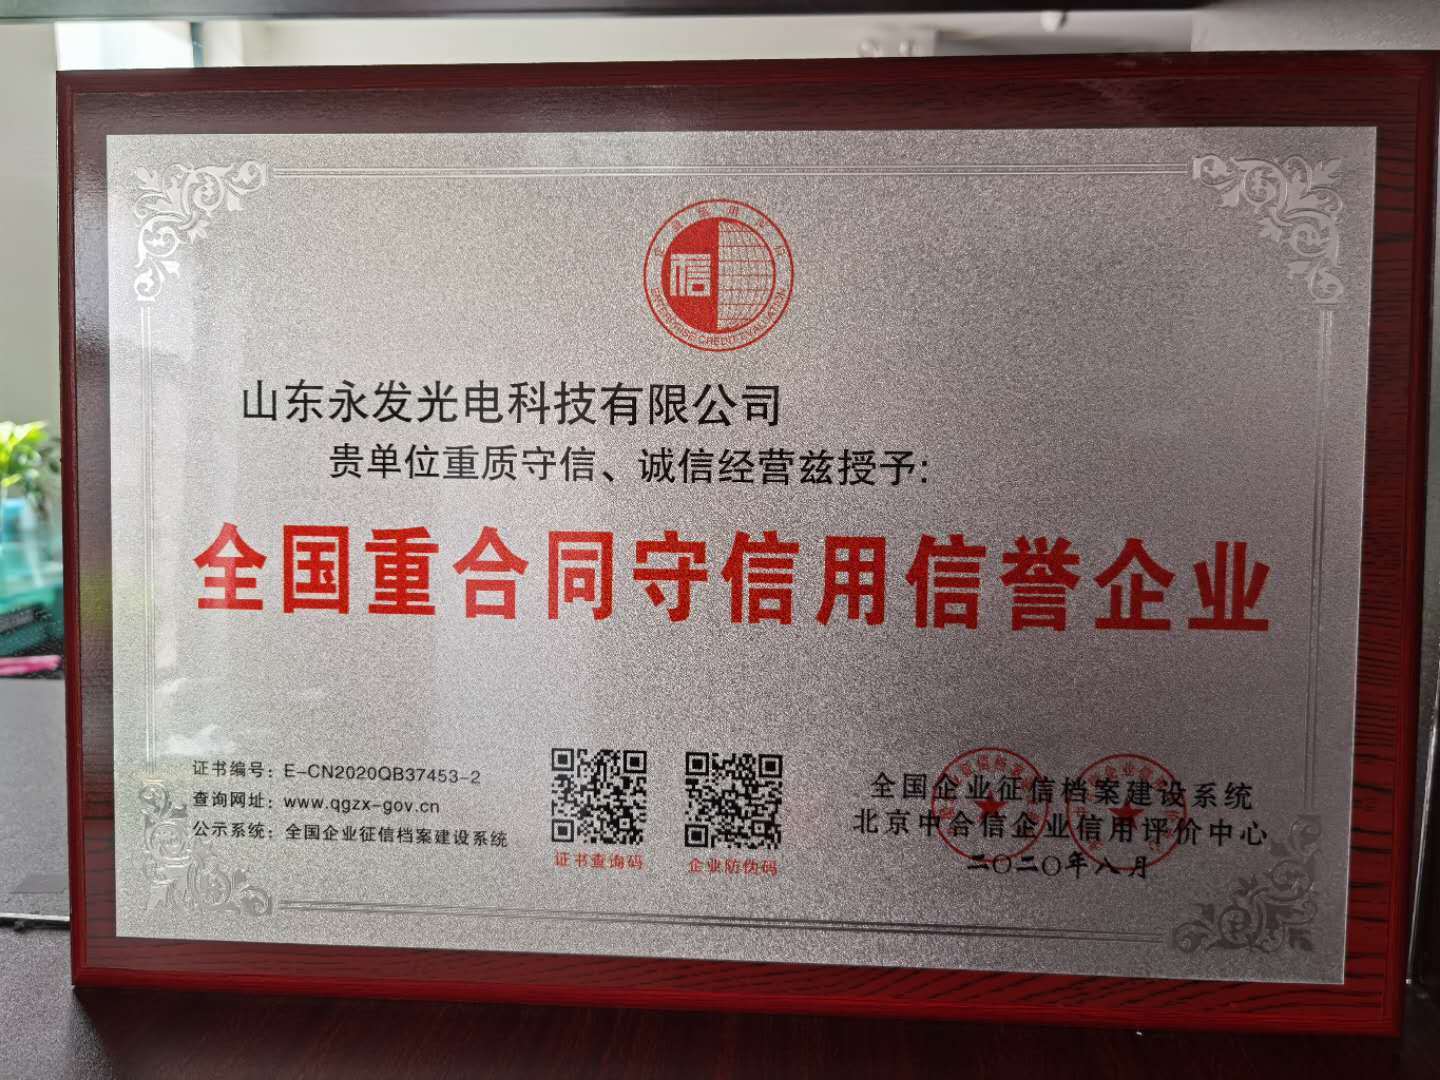 信
ENTERPRISE CREDIT EVALUATION
山东永发光电科技有限公司
贵单位重质守信、诚信经营兹授予:
全国重合同守信用信誉企业
证书编号: E-CN2020QB37453-2
查询网址: www.qgzx-gov.cn
公示系统: 全国企业征信档案建设系统
证书查询码
企业防伪码
全国企业征信档案建设系统
北京中合信企业信用评价中心
二〇二〇年八月